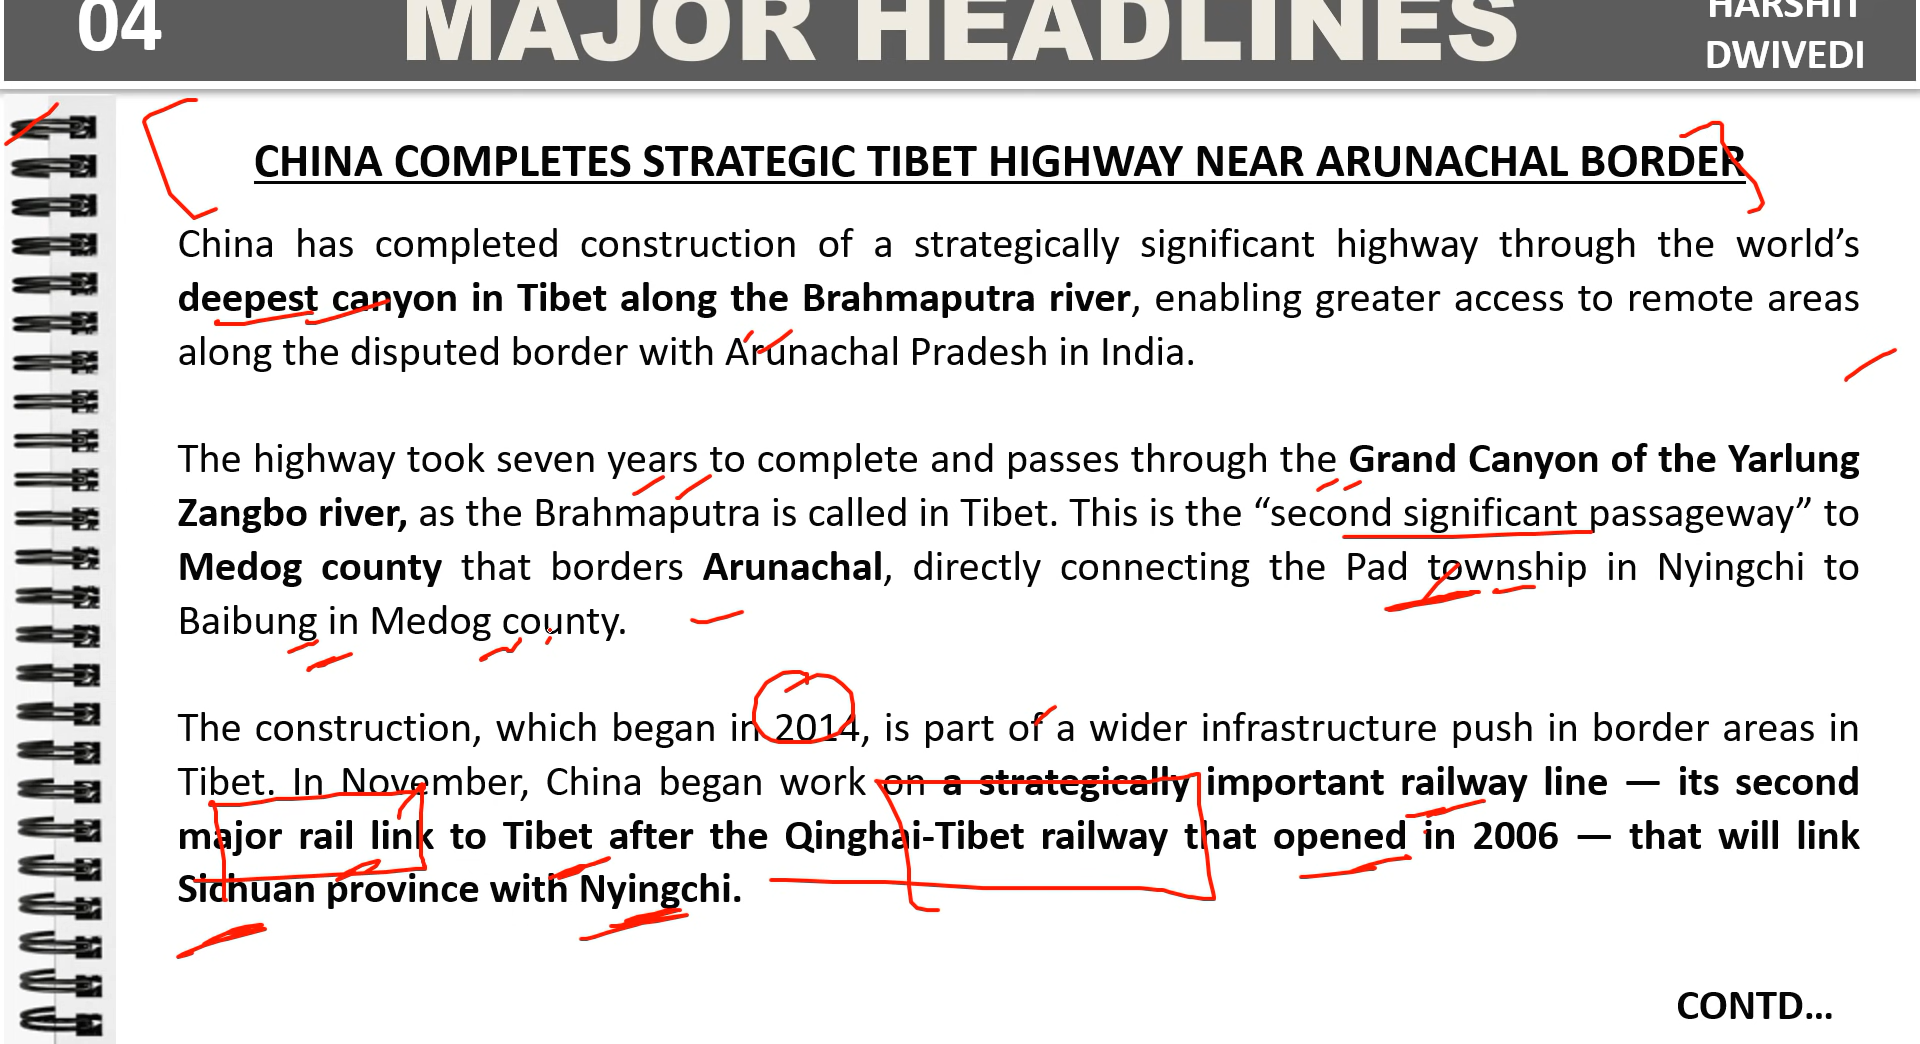 04
MAJOR HEADLINES
HARSHIT
DWIVEDI
CHINA COMPLETES STRATEGIC TIBET HIGHWAY NEAR ARUNACHAL BORDER
China has completed construction of a strategically significant highway through the world’s
deepest canyon in Tibet along the Brahmaputra river, enabling greater access to remote areas
along the disputed border with Arunachal Pradesh in India.
The highway took seven years to complete and passes through the Grand Canyon of the Yarlung
Zangbo river, as the Brahmaputra is called in Tibet. This is the “second significant passageway” to
Medog county that borders Arunachal, directly connecting the Pad township in Nyingchi to
Baibung in Medog county.
The construction, which began in 2014, is part of a wider infrastructure push in border areas in
Tibet. In November, China began work on a strategically important railway line — its second
major rail link to Tibet after the Qinghai-Tibet railway that opened in 2006 — that will link
Sichuan province with Nyingchi.
CONTD...